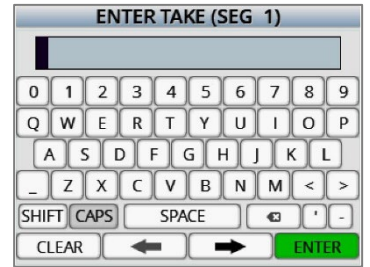 ENTER TAKE (SEG 1)
0 1 2 3 4 5 6 7 8 9
Q W E R T Y U I O P
A S D F G H J K L
_ Z X C V B N M < >
SHIFT CAPS SPACE ' -
CLEAR ENTER